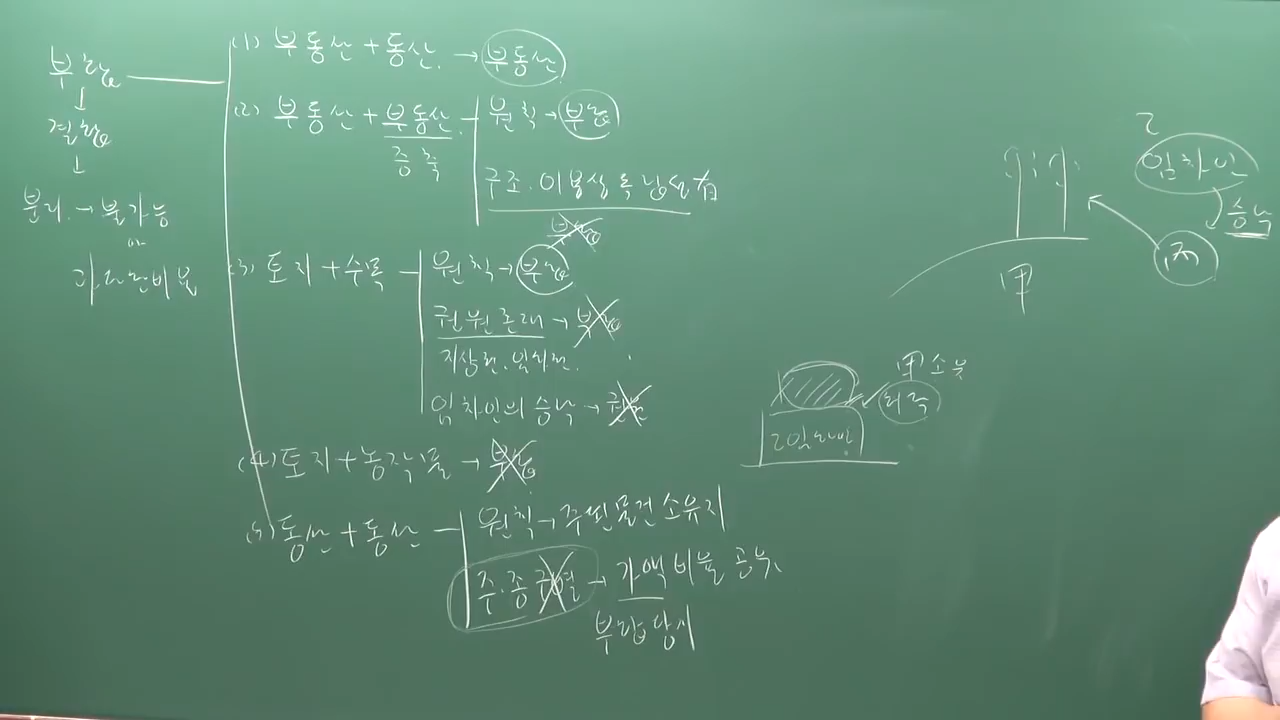 부합
↓
결합
↓
분리 → 불가능
or
과다한 비용
(1) 부동산 + 동산 → 부동산
(2) 부동산 + 부동산
증축
원칙 → 부합
구조·이용상 독립성 有
부합
(3) 토지 + 수목
원칙 → 부합
권원 존재 → 부합
지상권, 임차권.
임차인의 승낙 → 권원
(4) 토지 + 농작물 → 부합
(5) 동산 + 동산
원칙 → 주된 물건 소유자
주·종 구별 → 가액 비율 공유
부합 당시
乙
임차인
승낙
丙
甲
甲 소유